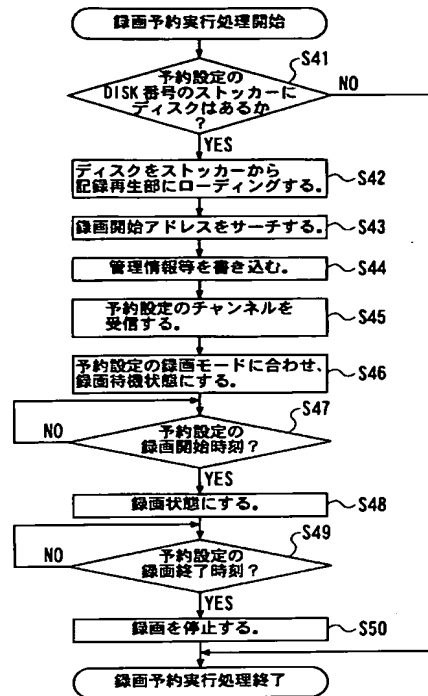 録画予約実行処理開始
S41
予約設定の
DISK番号のストッカーに
ディスクはあるか
?
NO
YES
ディスクをストッカーから
記録再生部にローディングする。
S42
録画開始アドレスをサーチする。
S43
管理情報等を書き込む。
S44
予約設定のチャンネルを
受信する。
S45
予約設定の録画モードに合わせ、
録画待機状態にする。
S46
S47
予約設定の
録画開始時刻?
NO
YES
録画状態にする。
S48
S49
予約設定の
録画終了時刻?
NO
YES
録画を停止する。
S50
録画予約実行処理終了